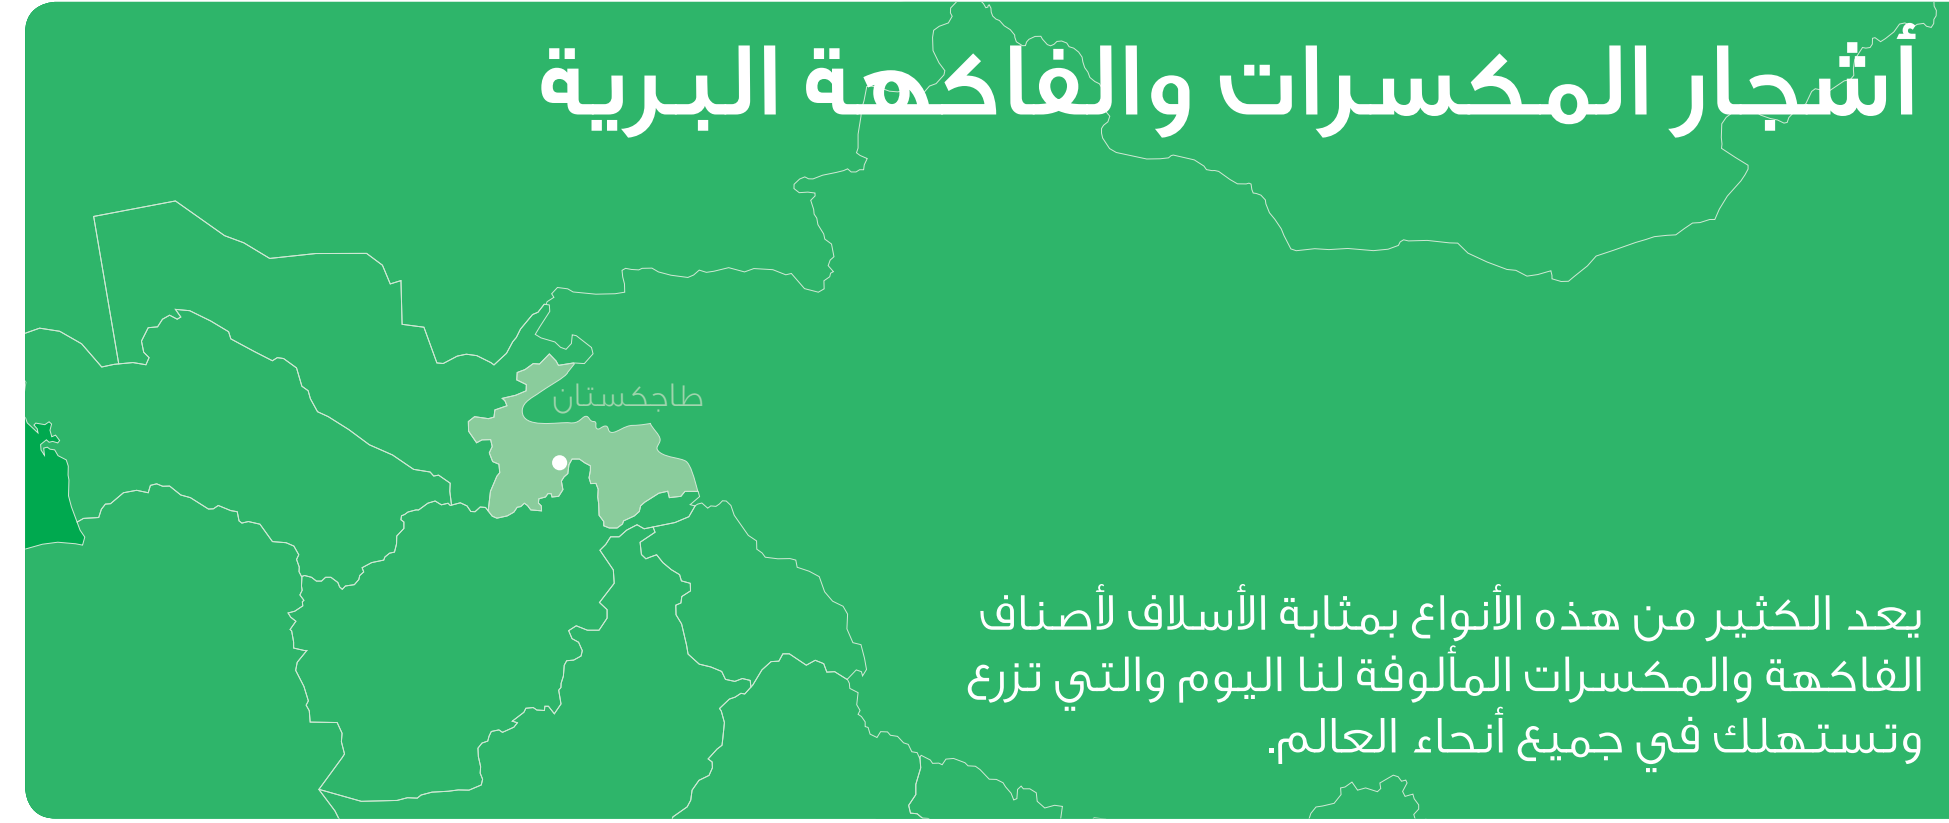 أشجار المكسرات والفاكهة البرية
طاجكستان
يعد الكثير من هذه الأنواع بمثابة الأسلاف لأصناف
الفاكهة والمكسرات المألوفة لنا اليوم والتي تزرع
وتستهلك في جميع أنحاء العالم.